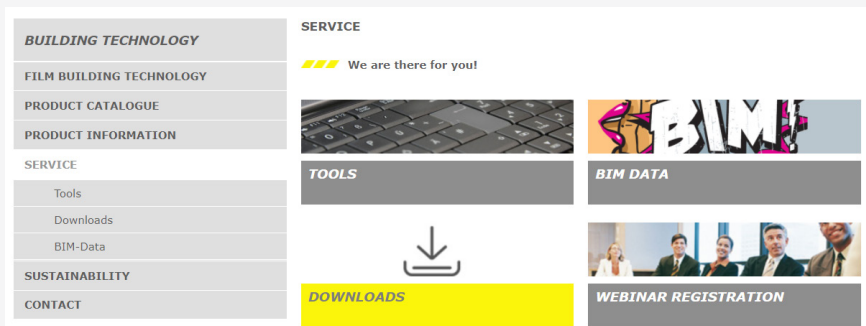 BUILDING TECHNOLOGY
FILM BUILDING TECHNOLOGY
PRODUCT CATALOGUE
PRODUCT INFORMATION
SERVICE
Tools
Downloads
BIM-Data
SUSTAINABILITY
CONTACT
SERVICE
We are there for you!
BIM!
TOOLS
BIM DATA
DOWNLOADS
WEBINAR REGISTRATION